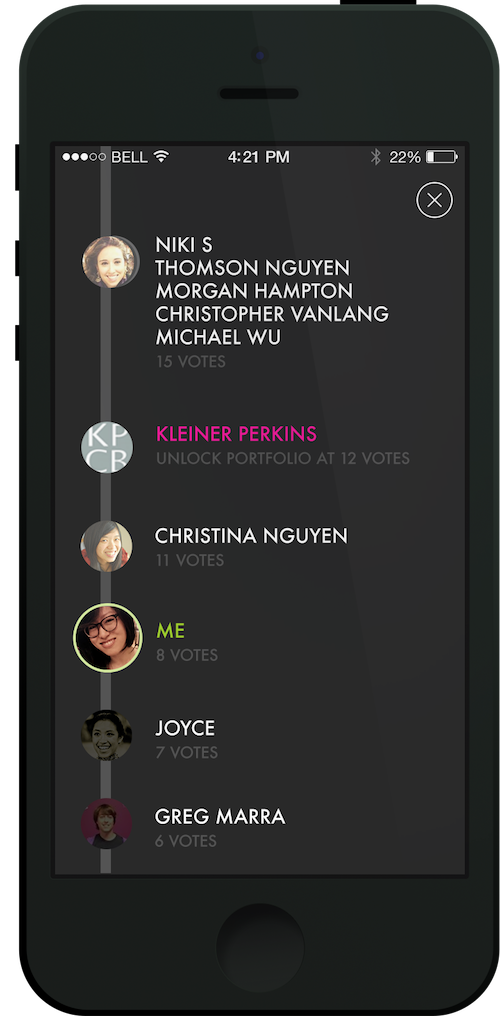 BELL 4:21 PM 22%
NIKI S
THOMSON NGUYEN
MORGAN HAMPTON
CHRISTOPHER VANLANG
MICHAEL WU
15 VOTES
KP
CB
KLEINER PERKINS
UNLOCK PORTFOLIO AT 12 VOTES
CHRISTINA NGUYEN
11 VOTES
ME
8 VOTES
JOYCE
7 VOTES
GREG MARRA
6 VOTES